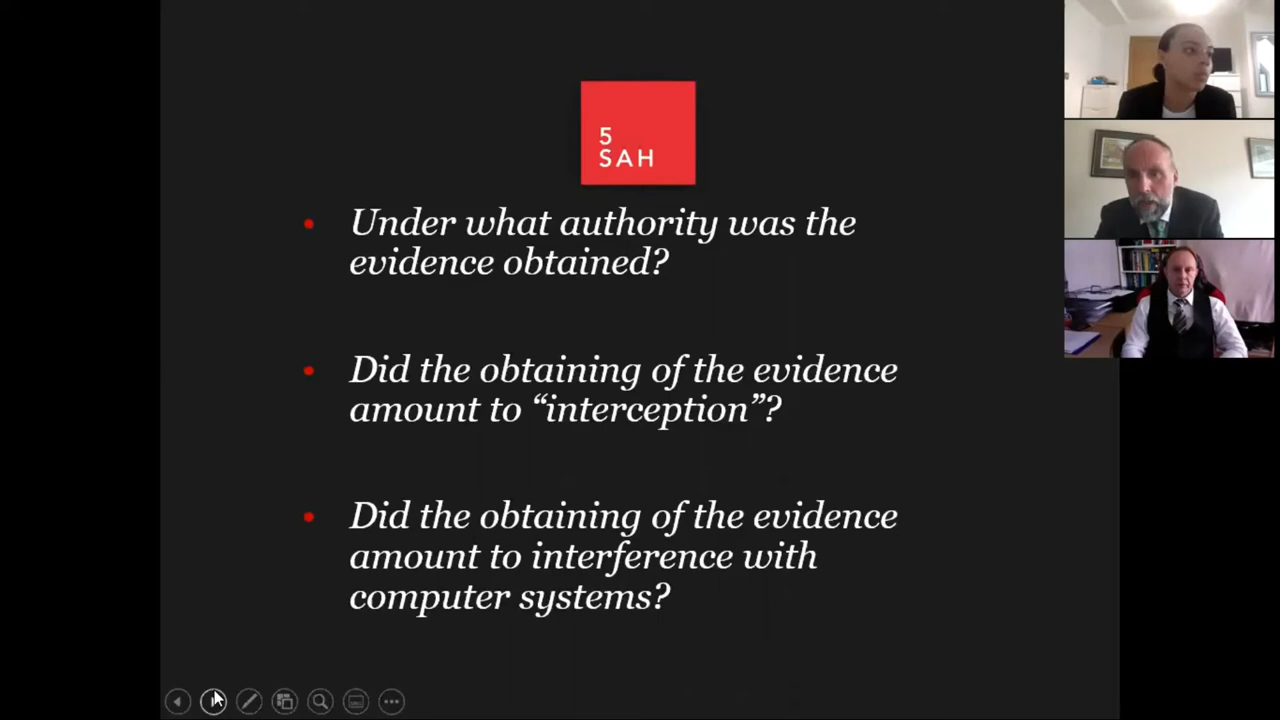 5
SAH
Under what authority was the
evidence obtained?
Did the obtaining of the evidence
amount to “interception”?
Did the obtaining of the evidence
amount to interference with
computer systems?